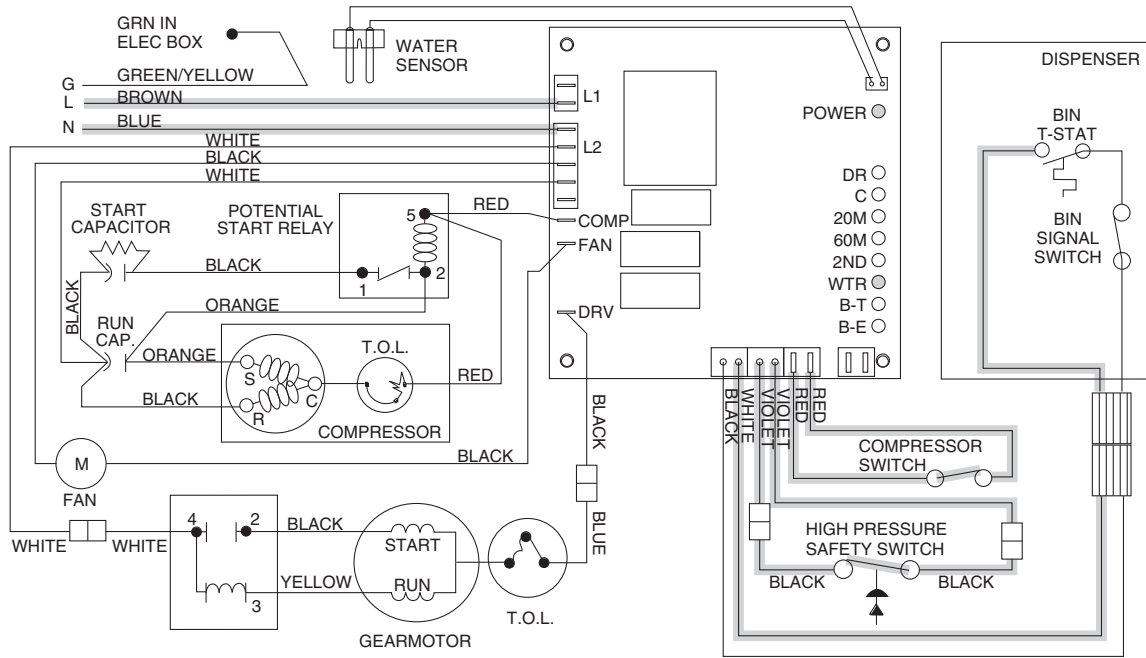 GRN IN
ELEC BOX
WATER
SENSOR
DISPENSER
G GREEN/YELLOW
L BROWN
N BLUE
WHITE
BLACK
WHITE
L1
L2
POWER
BIN
T-STAT
DR
C
20M
60M
2ND
WTR
B-T
B-E
BIN
SIGNAL
SWITCH
START
CAPACITOR
POTENTIAL
START RELAY
5
RED
COMP
FAN
DRV
BLACK
1
2
BLACK
ORANGE
RUN
CAP.
ORANGE
T.O.L.
S
C
R
RED
BLACK
COMPRESSOR
BLACK
WHITE
VIOLET
VIOLET
RED
RED
COMPRESSOR
SWITCH
M
FAN
BLACK
BLACK
BLUE
HIGH PRESSURE
SAFETY SWITCH
BLACK
BLACK
WHITE
WHITE
4
2
BLACK
START
YELLOW
RUN
3
GEARMOTOR
T.O.L.